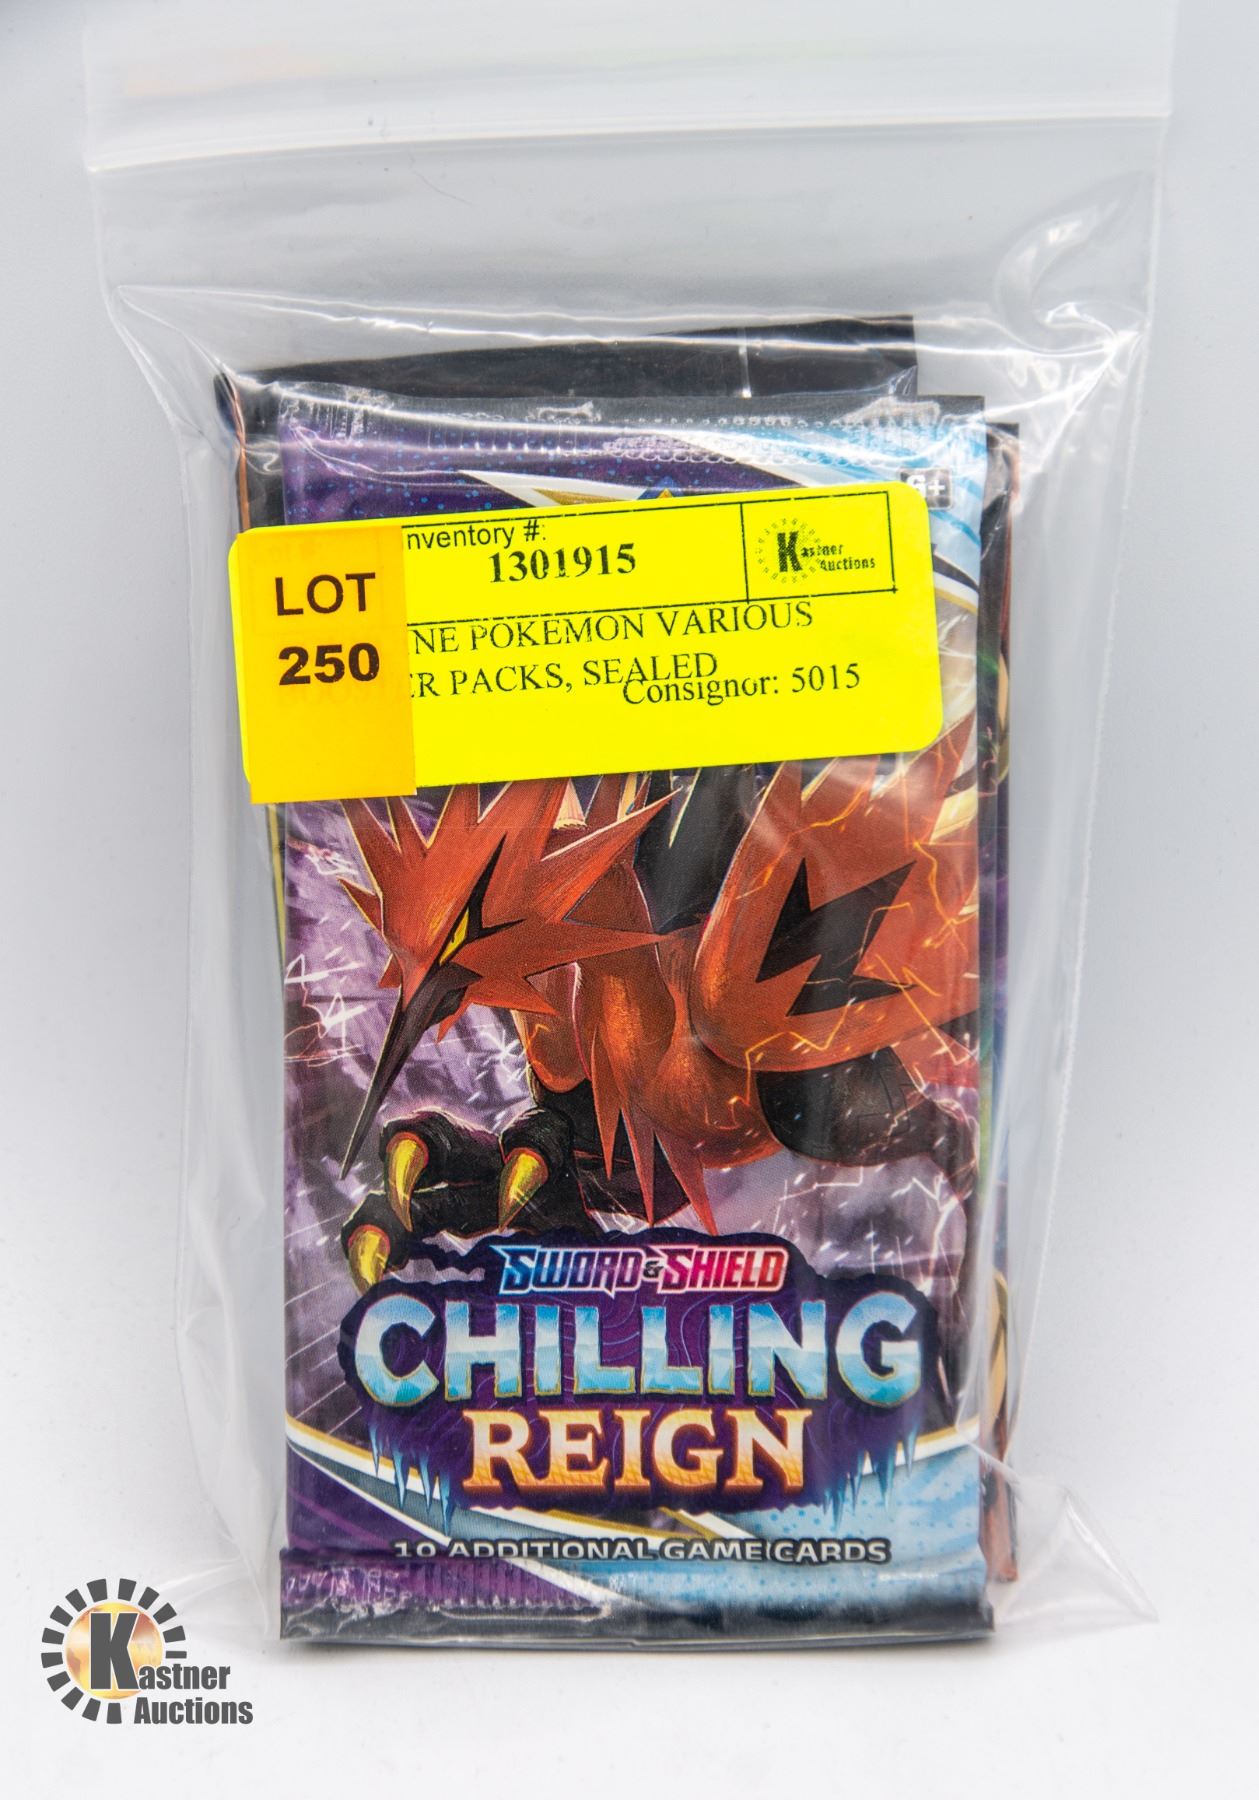 G+
nventory #:
1301915
Kastner
Auctions
LOT
250
NE POKEMON VARIOUS
ER PACKS, SEALED
Consignor: 5015
SWORD & SHIELD
CHILLING
REIGN
10 ADDITIONAL GAME CARDS
Kastner
Auctions